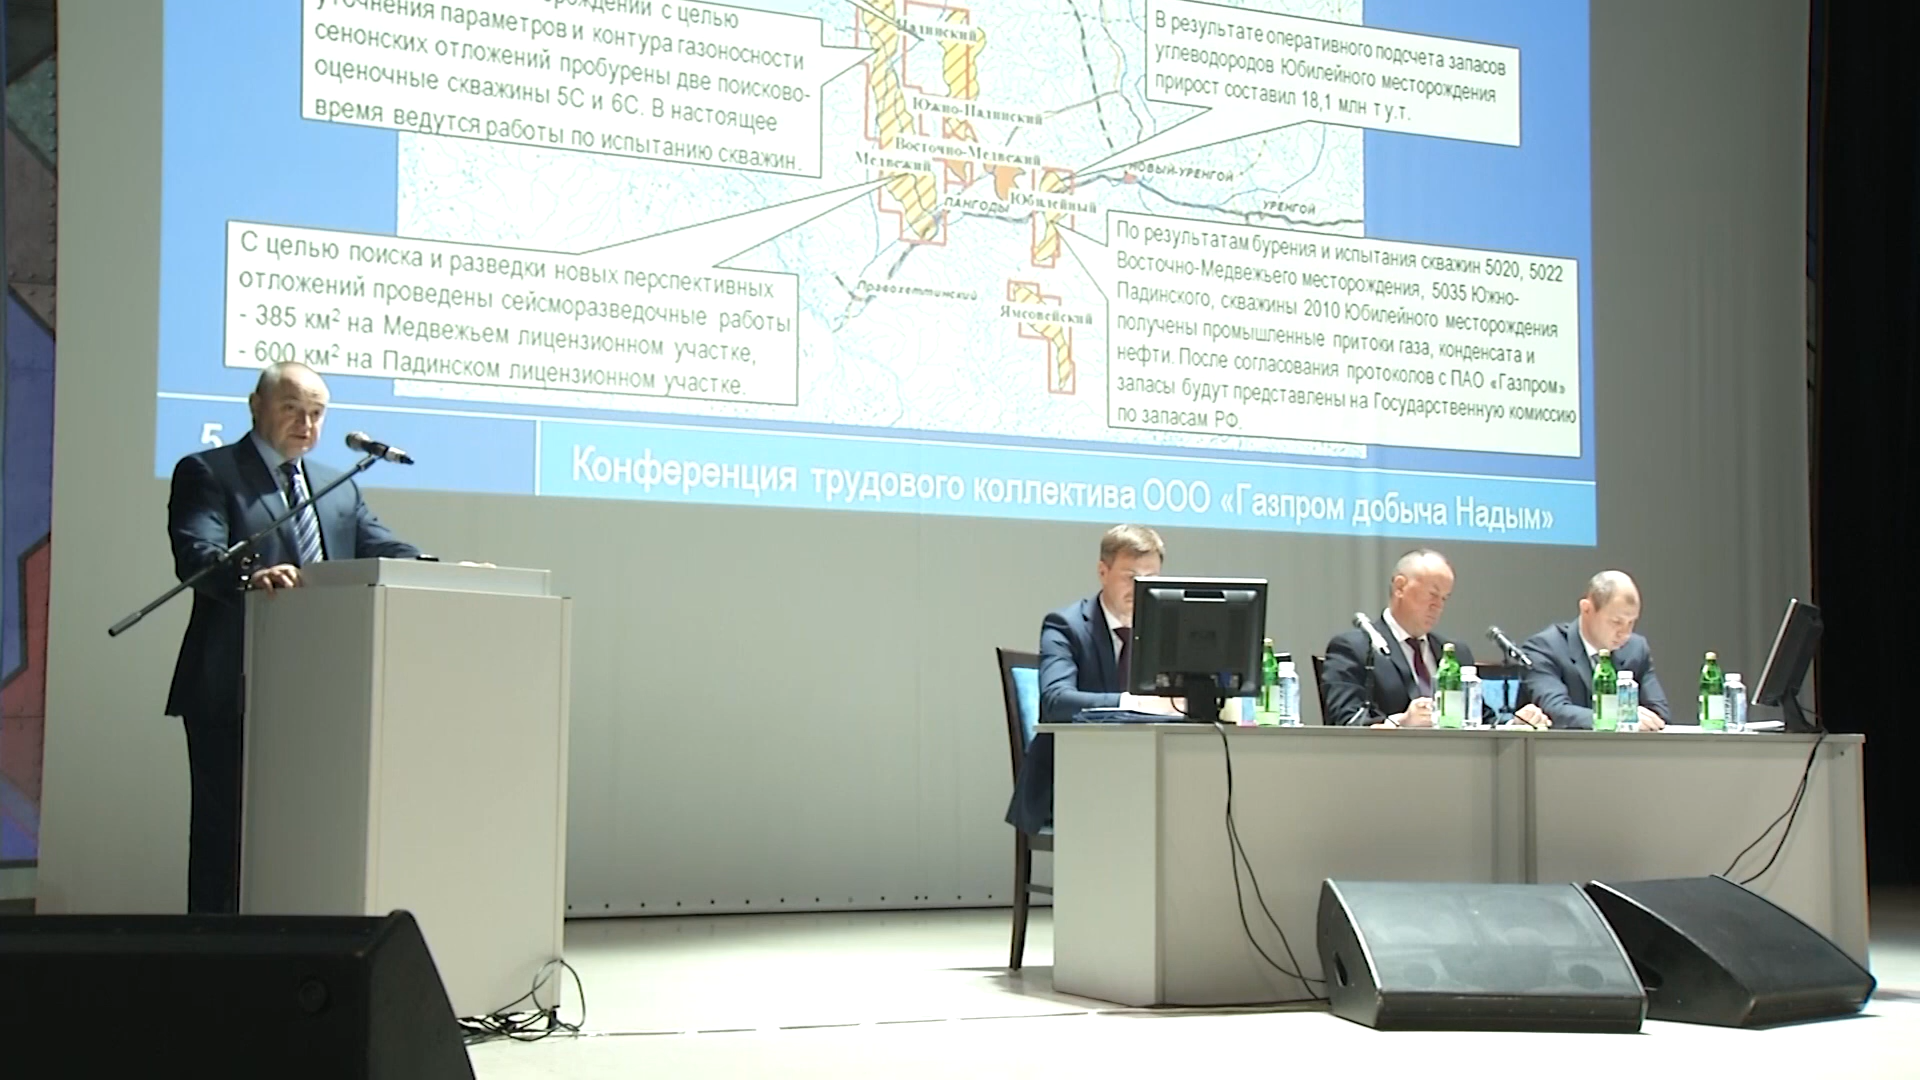 рождений с целью
уточнения параметров и контура газоносности
сенонских отложений пробурены две поисково-
оценочные скважины 5С и 6С. В настоящее
время ведутся работы по испытанию скважин.
В результате оперативного подсчета запасов
углеводородов Юбилейного месторождения
прирост составил 18,1 млн т у.т.
Падинский
Южно-Падинский
Восточно-Медвежий
Медвежий
НОВЫЙ-УРЕНГОЙ
ПАНГОДЫ
Юбилейный
УРЕНГОЙ
Правохеттинский
Ямсовейский
С целью поиска и разведки новых перспективных
отложений проведены сейсморазведочные работы
- 385 км² на Медвежьем лицензионном участке,
- 600 км² на Падинском лицензионном участке.
По результатам бурения и испытания скважин 5020, 5022
Восточно-Медвежьего месторождения, 5035 Южно-
Падинского, скважины 2010 Юбилейного месторождения
получены промышленные притоки газа, конденсата и
нефти. После согласования протоколов с ПАО «Газпром»
запасы будут представлены на Государственную комиссию
по запасам РФ.
5
Конференция трудового коллектива ООО «Газпром добыча Надым»